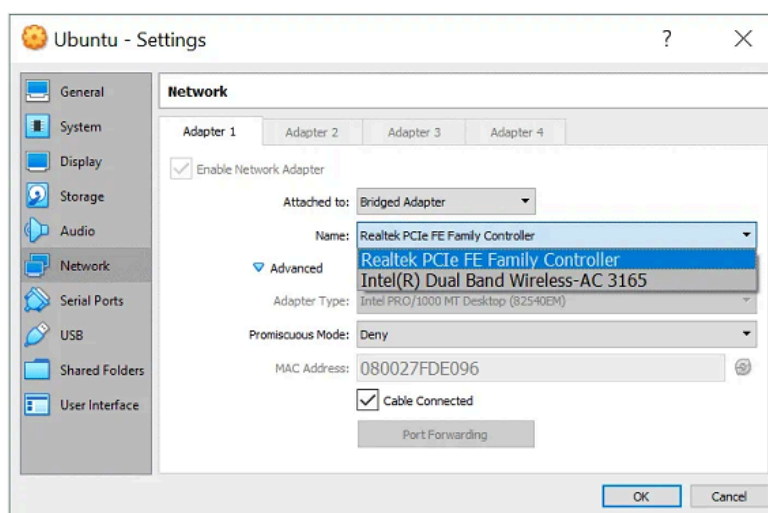 Ubuntu - Settings
?
General
System
Display
Storage
Audio
Network
Serial Ports
USB
Shared Folders
User Interface
Network
Adapter 1 Adapter 2 Adapter 3 Adapter 4
Enable Network Adapter
Attached to: Bridged Adapter
Name: Realtek PCIe FE Family Controller
Realtek PCIe FE Family Controller
Intel(R) Dual Band Wireless-AC 3165
Advanced
Adapter Type: Intel PRO/1000 MT Desktop (82540EM)
Promiscuous Mode: Deny
MAC Address: 080027FDE096
Cable Connected
Port Forwarding
OK Cancel